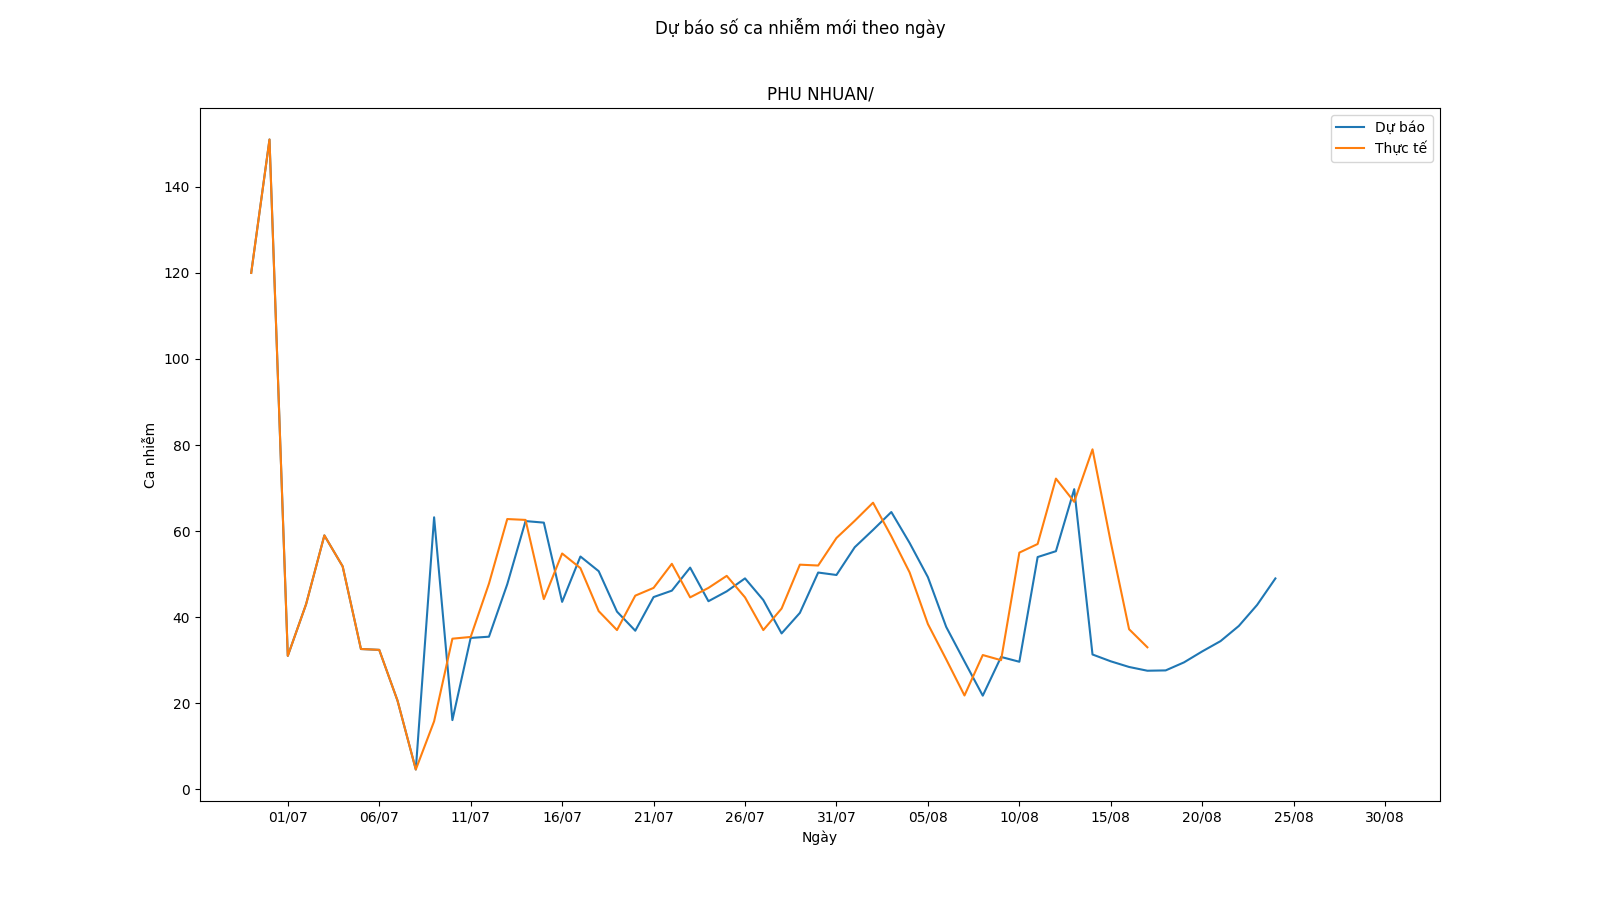 Dự báo số ca nhiễm mới theo ngày
PHU NHUAN/
Dự báo
Thực tế
140
120
100
80
60
40
20
0
Ca nhiễm
01/07 06/07 11/07 16/07 21/07 26/07 31/07 05/08 10/08 15/08 20/08 25/08 30/08
Ngày